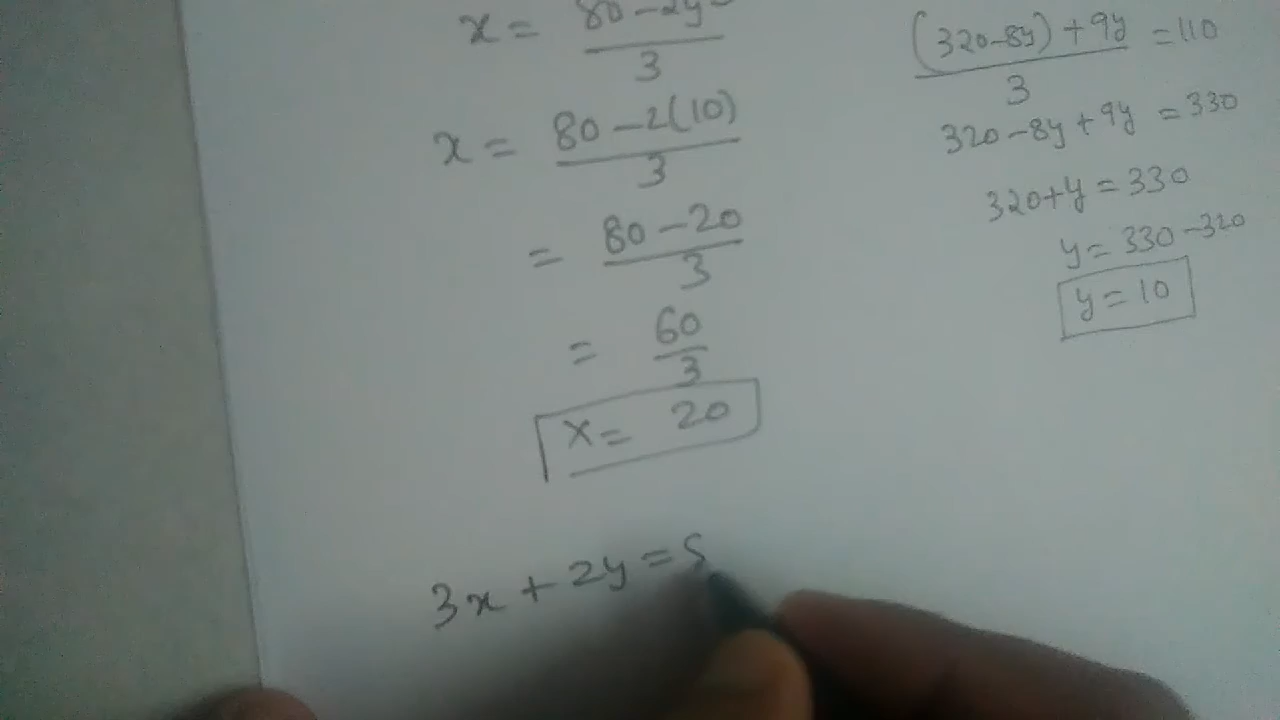 x = (80 - 2y)/3
x = (80 - 2(10))/3
= (80 - 20)/3
= 60/3
x = 20
3x + 2y =
((320 - 8y) + 9y)/3 = 110
320 - 8y + 9y = 330
320 + y = 330
y = 330 - 320
y = 10